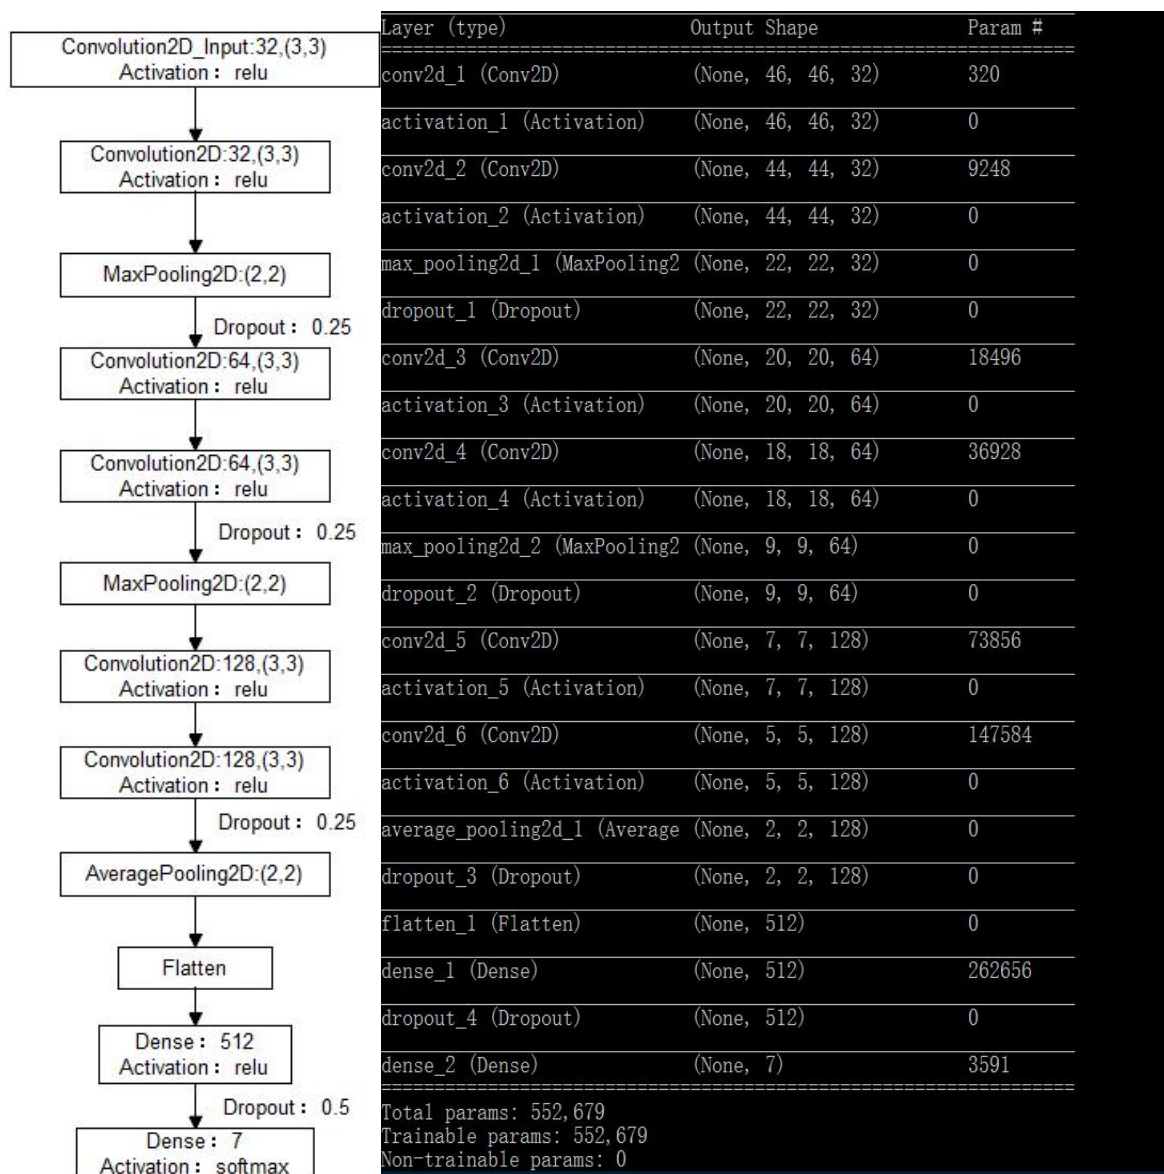 Convolution2D_Input:32,(3,3)
Activation: relu
Convolution2D:32,(3,3)
Activation: relu
MaxPooling2D:(2,2)
Dropout: 0.25
Convolution2D:64,(3,3)
Activation: relu
Convolution2D:64,(3,3)
Activation: relu
Dropout: 0.25
MaxPooling2D:(2,2)
Convolution2D:128,(3,3)
Activation: relu
Convolution2D:128,(3,3)
Activation: relu
Dropout: 0.25
AveragePooling2D:(2,2)
Flatten
Dense: 512
Activation: relu
Dropout: 0.5
Dense: 7
Activation: softmax
Layer (type) Output Shape Param #
conv2d_1 (Conv2D) (None, 46, 46, 32) 320
activation_1 (Activation) (None, 46, 46, 32) 0
conv2d_2 (Conv2D) (None, 44, 44, 32) 9248
activation_2 (Activation) (None, 44, 44, 32) 0
max_pooling2d_1 (MaxPooling2 (None, 22, 22, 32) 0
dropout_1 (Dropout) (None, 22, 22, 32) 0
conv2d_3 (Conv2D) (None, 20, 20, 64) 18496
activation_3 (Activation) (None, 20, 20, 64) 0
conv2d_4 (Conv2D) (None, 18, 18, 64) 36928
activation_4 (Activation) (None, 18, 18, 64) 0
max_pooling2d_2 (MaxPooling2 (None, 9, 9, 64) 0
dropout_2 (Dropout) (None, 9, 9, 64) 0
conv2d_5 (Conv2D) (None, 7, 7, 128) 73856
activation_5 (Activation) (None, 7, 7, 128) 0
conv2d_6 (Conv2D) (None, 5, 5, 128) 147584
activation_6 (Activation) (None, 5, 5, 128) 0
average_pooling2d_1 (Average (None, 2, 2, 128) 0
dropout_3 (Dropout) (None, 2, 2, 128) 0
flatten_1 (Flatten) (None, 512) 0
dense_1 (Dense) (None, 512) 262656
dropout_4 (Dropout) (None, 512) 0
dense_2 (Dense) (None, 7) 3591
Total params: 552,679
Trainable params: 552,679
Non-trainable params: 0